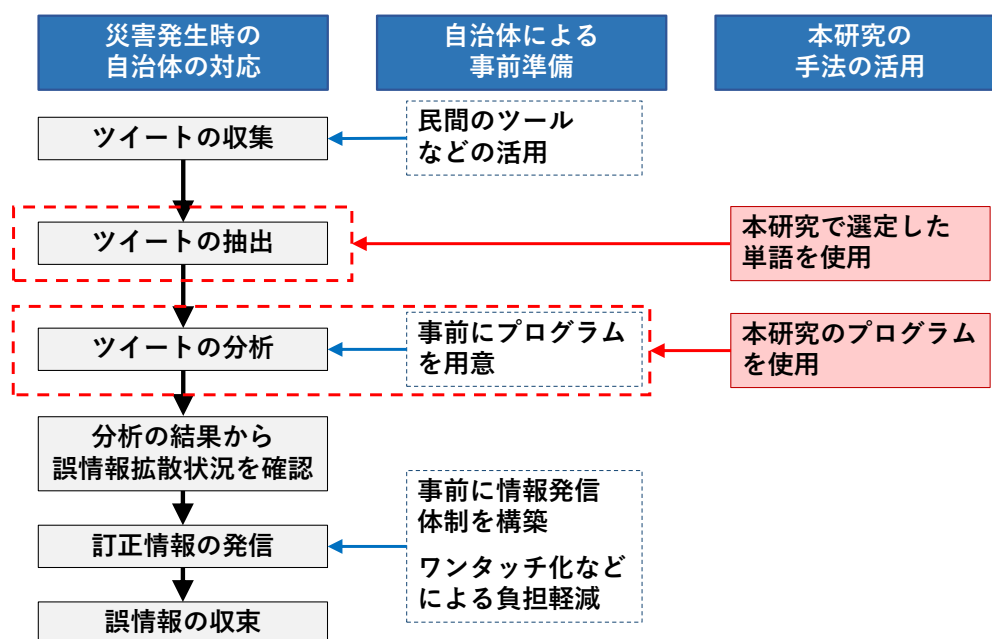 災害発生時の
自治体の対応
自治体による
事前準備
本研究の
手法の活用
ツイートの収集
民間のツール
などの活用
ツイートの抽出
本研究で選定した
単語を使用
ツイートの分析
事前にプログラム
を用意
本研究のプログラム
を使用
分析の結果から
誤情報拡散状況を確認
事前に情報発信
体制を構築
訂正情報の発信
ワンタッチ化など
による負担軽減
誤情報の収束